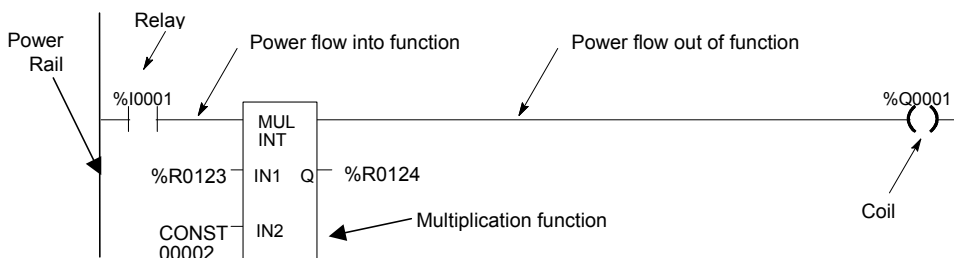 Relay
Power Rail
Power flow into function
Power flow out of function
%I0001
%Q0001
MUL
INT
%R0123 IN1 Q %R0124
CONST
00002
IN2
Multiplication function
Coil